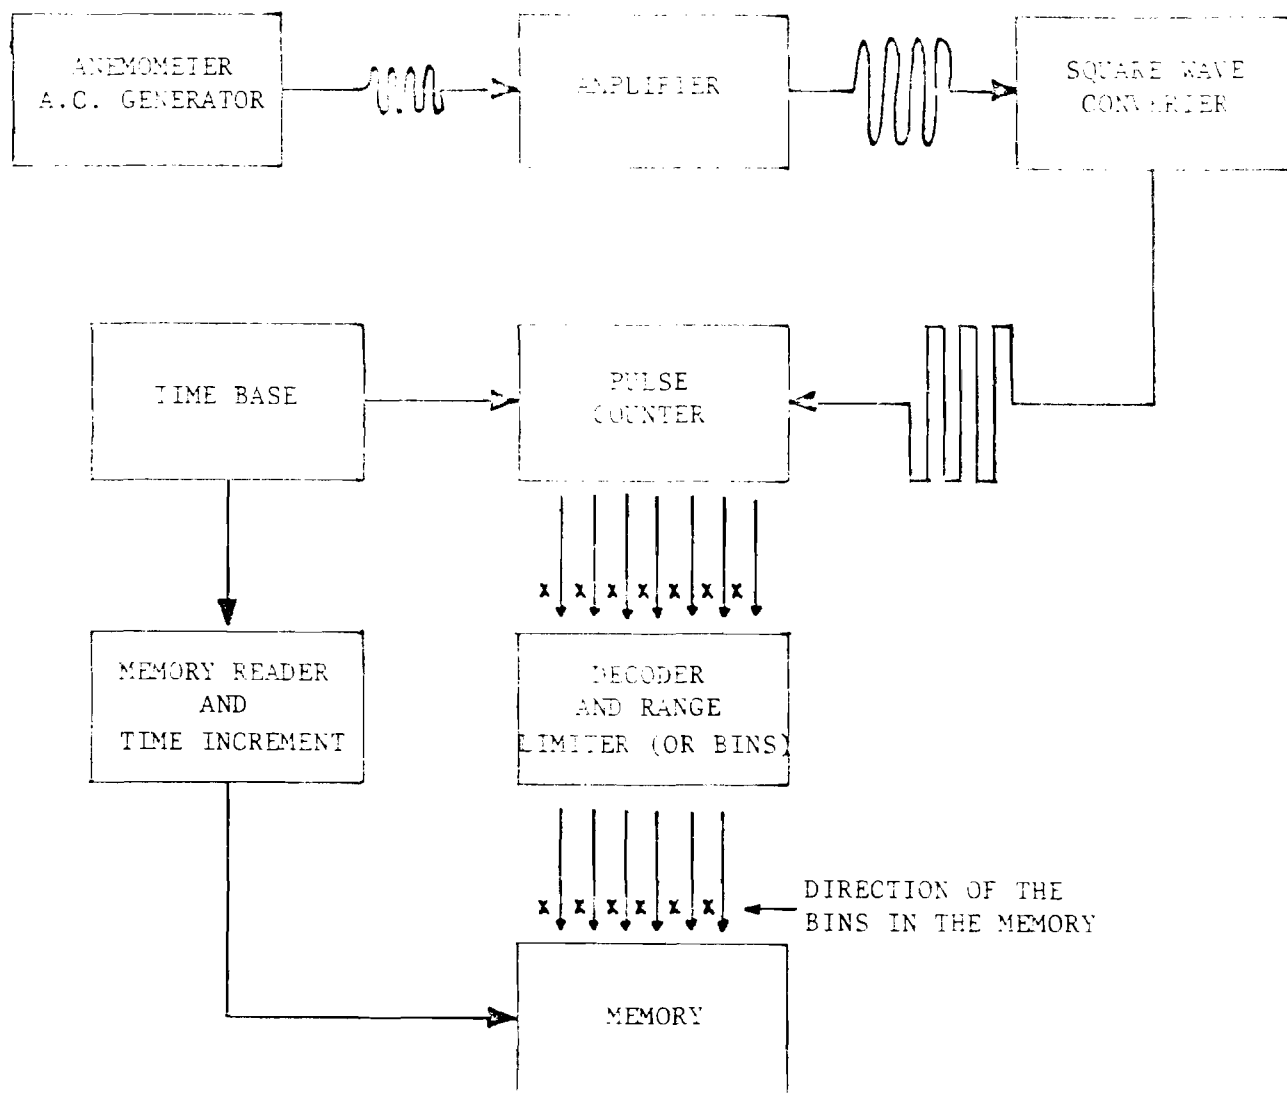 ANEMOMETER
A.C. GENERATOR
AMPLIFIER
SQUARE WAVE
CONVERTER
TIME BASE
PULSE
COUNTER
X X X X X X X
MEMORY READER
AND
TIME INCREMENT
DECODER
AND RANGE
LIMITER (OR BINS)
X X X X X X
DIRECTION OF THE
BINS IN THE MEMORY
MEMORY